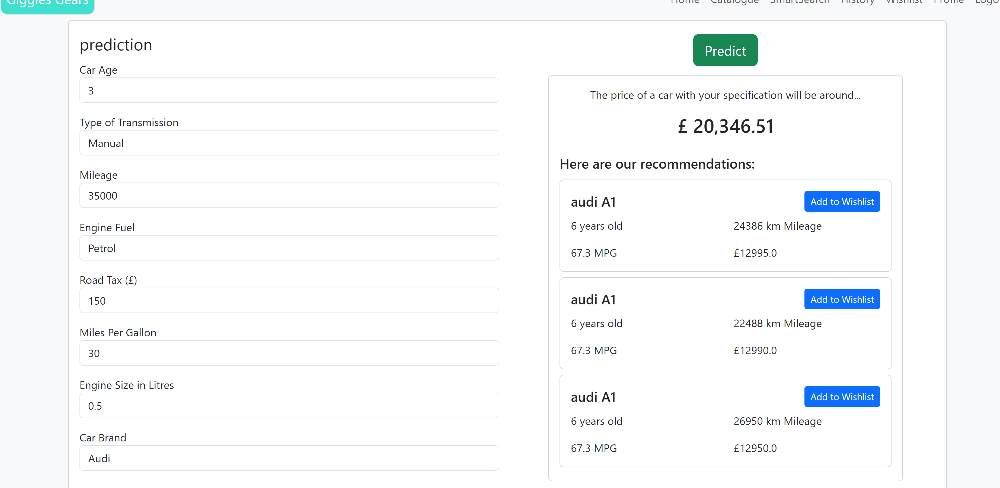 Giggles Gears
Home Catalogue SmartSearch History Wishlist Profile Logo
prediction
Car Age
3
Type of Transmission
Manual
Mileage
35000
Engine Fuel
Petrol
Road Tax (£)
150
Miles Per Gallon
30
Engine Size in Litres
0.5
Car Brand
Audi
Predict
The price of a car with your specification will be around...
£ 20,346.51
Here are our recommendations:
audi A1 Add to Wishlist
6 years old 24386 km Mileage
67.3 MPG £12995.0
audi A1 Add to Wishlist
6 years old 22488 km Mileage
67.3 MPG £12990.0
audi A1 Add to Wishlist
6 years old 26950 km Mileage
67.3 MPG £12950.0